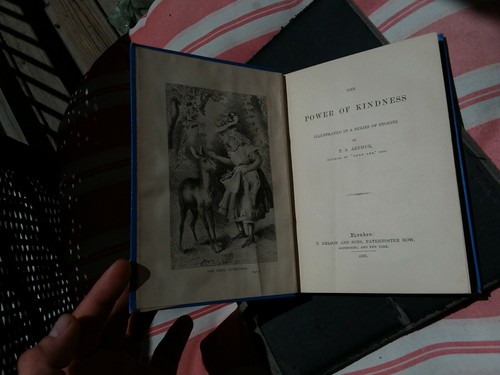 THE
POWER OF KINDNESS
ILLUSTRATED IN A SERIES OF STORIES
BY
T. S. ARTHUR,
London:
T. NELSON AND SONS, PATERNOSTER ROW.
EDINBURGH; AND NEW YORK.